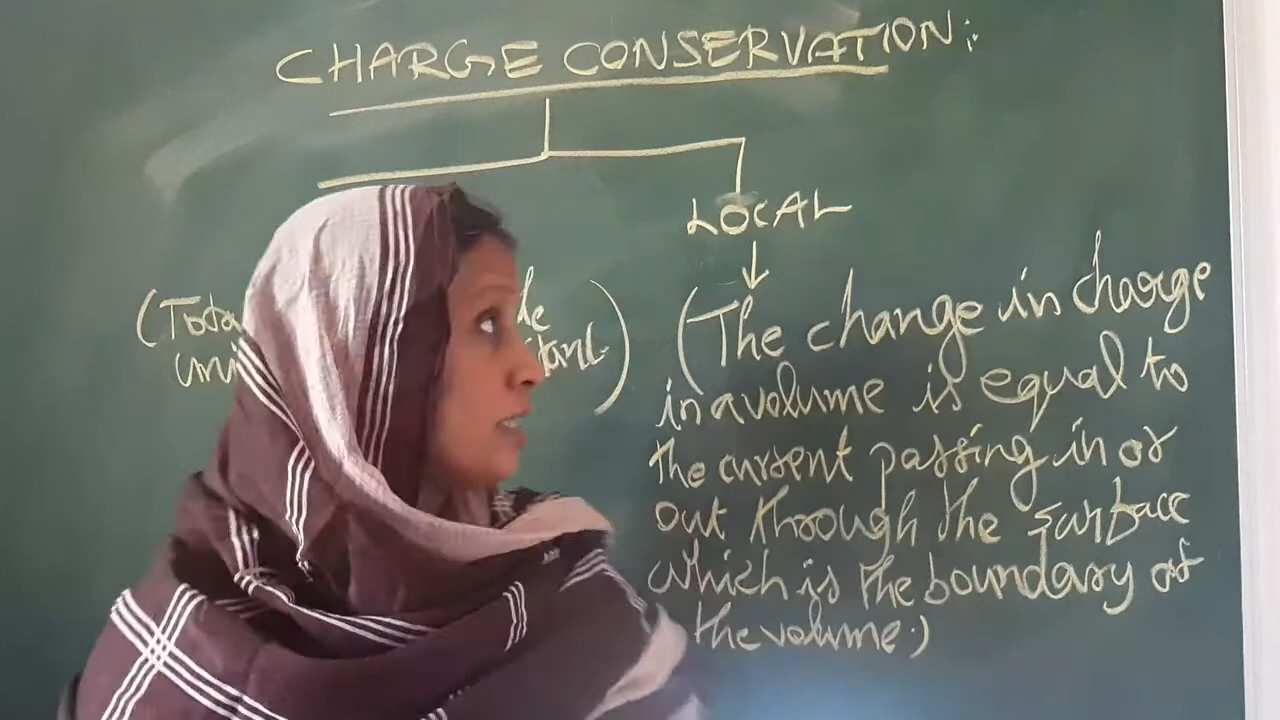 CHARGE CONSERVATION:
LOCAL
(The change in charge
in a volume is equal to
the current passing in or
out through the surface
which is the boundary of
the volume.)